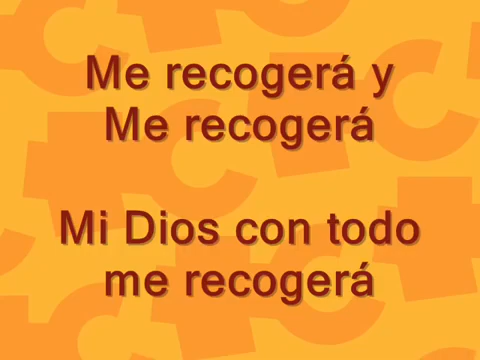 Me recogerá y
Me recogerá
Mi Dios con todo
me recogerá